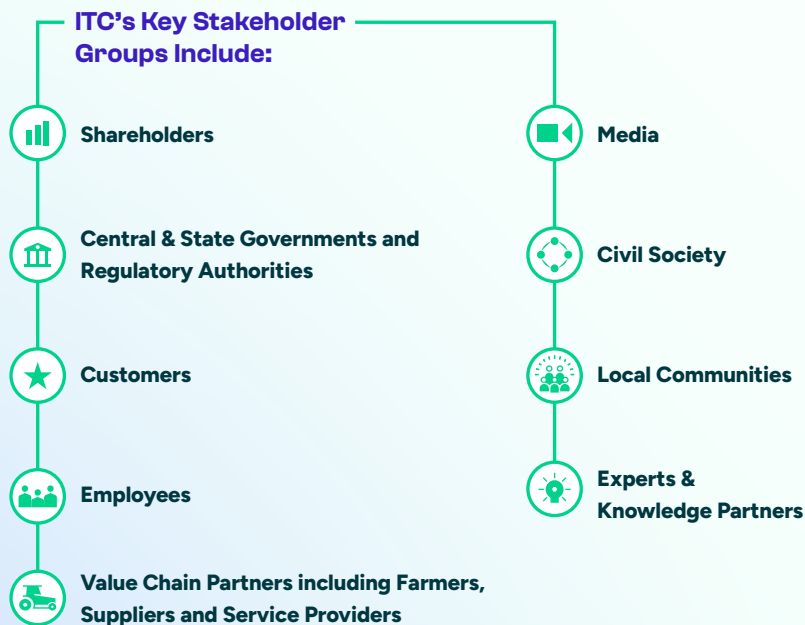 ITC’s Key Stakeholder
Groups Include:
Shareholders
Central & State Governments and
Regulatory Authorities
Customers
Employees
Value Chain Partners including Farmers,
Suppliers and Service Providers
Media
Civil Society
Local Communities
Experts &
Knowledge Partners